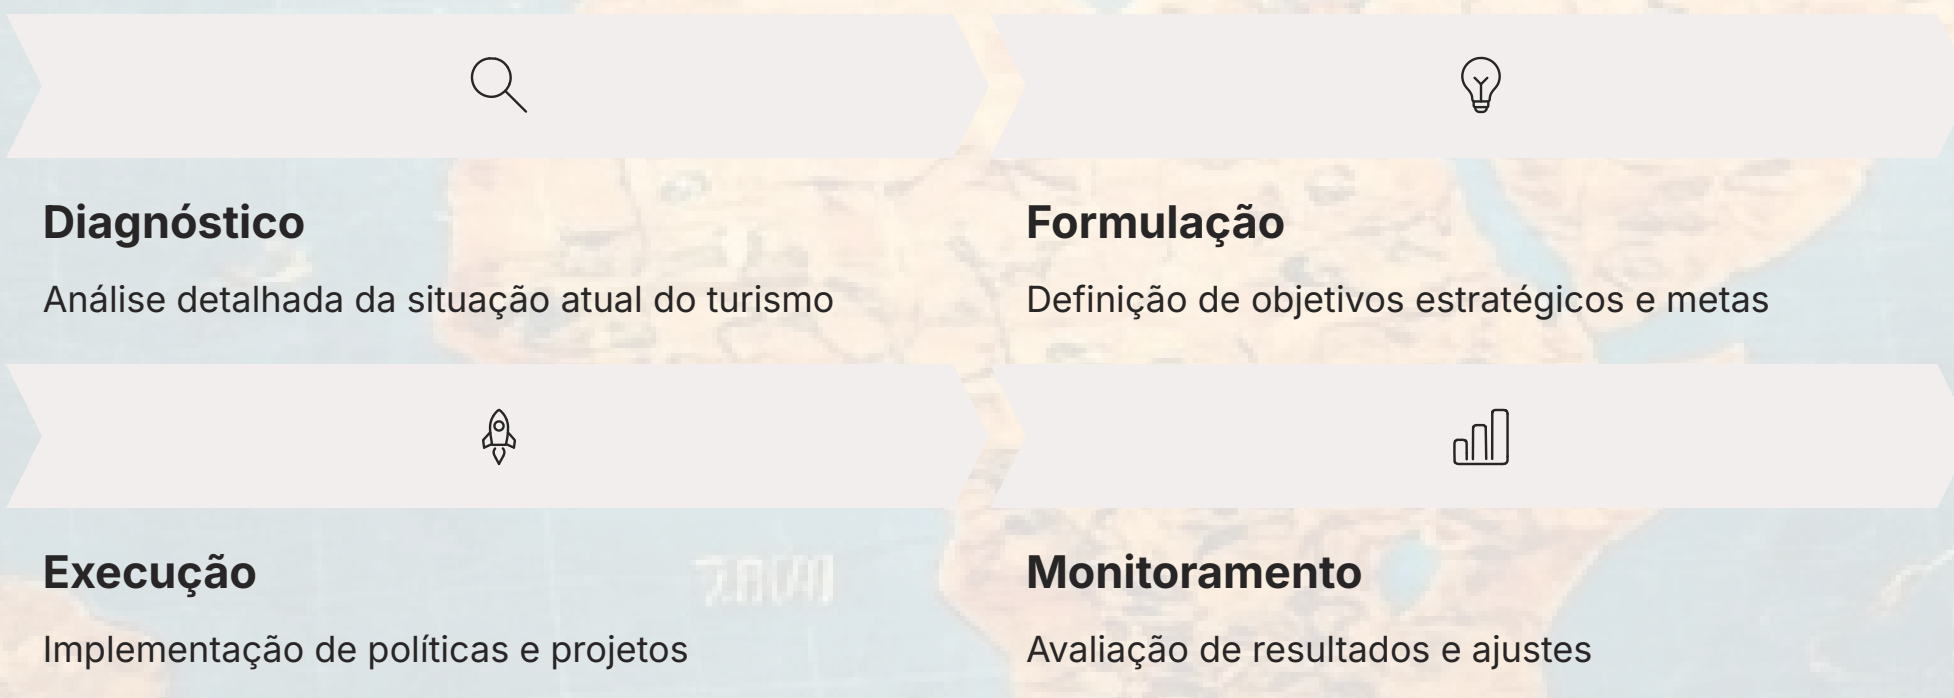 Diagnóstico
Análise detalhada da situação atual do turismo
Formulação
Definição de objetivos estratégicos e metas
Execução
Implementação de políticas e projetos
Monitoramento
Avaliação de resultados e ajustes